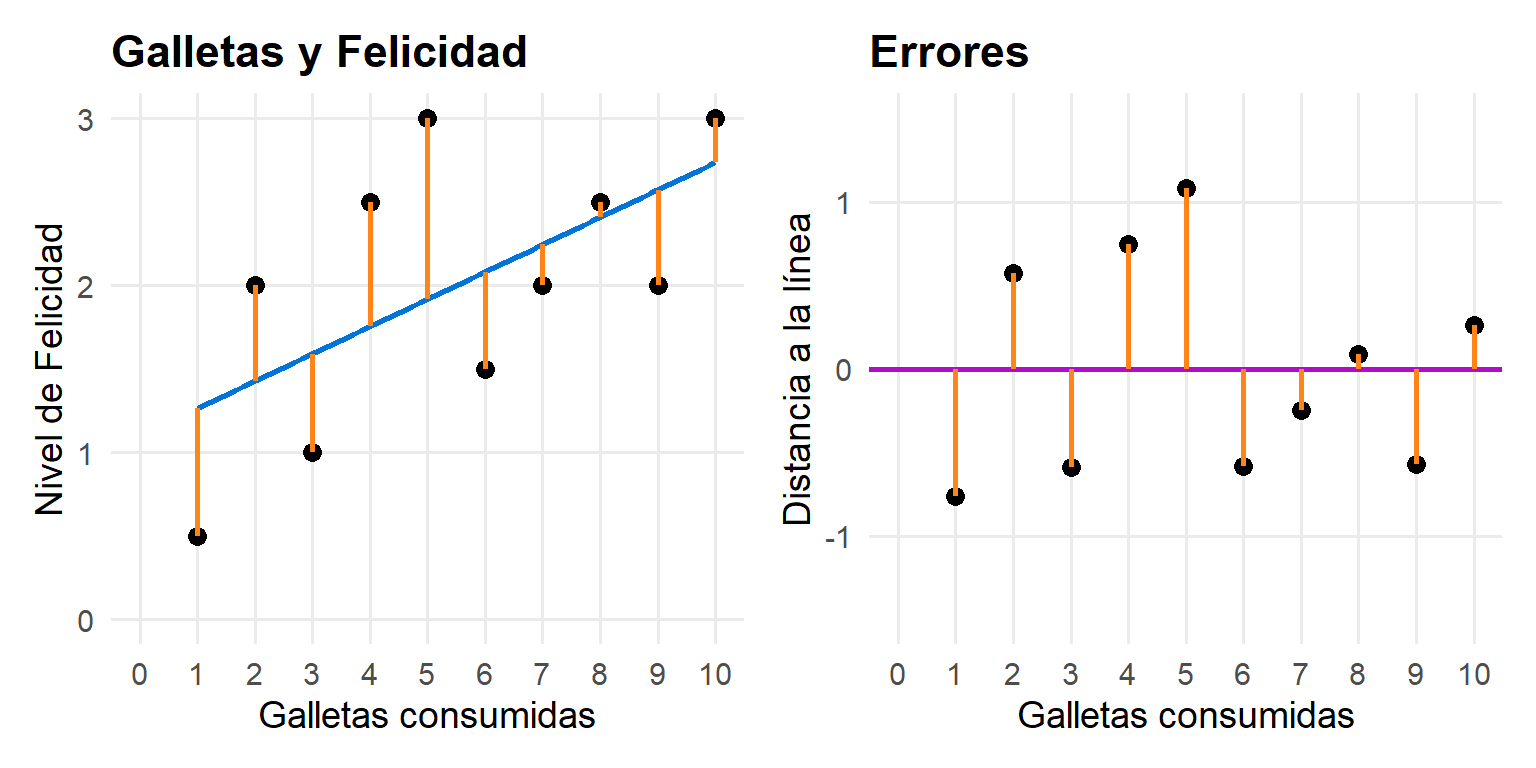 Galletas y Felicidad
Nivel de Felicidad
3
2
1
0
0 1 2 3 4 5 6 7 8 9 10
Galletas consumidas
Errores
Distancia a la línea
1
0
-1
0 1 2 3 4 5 6 7 8 9 10
Galletas consumidas